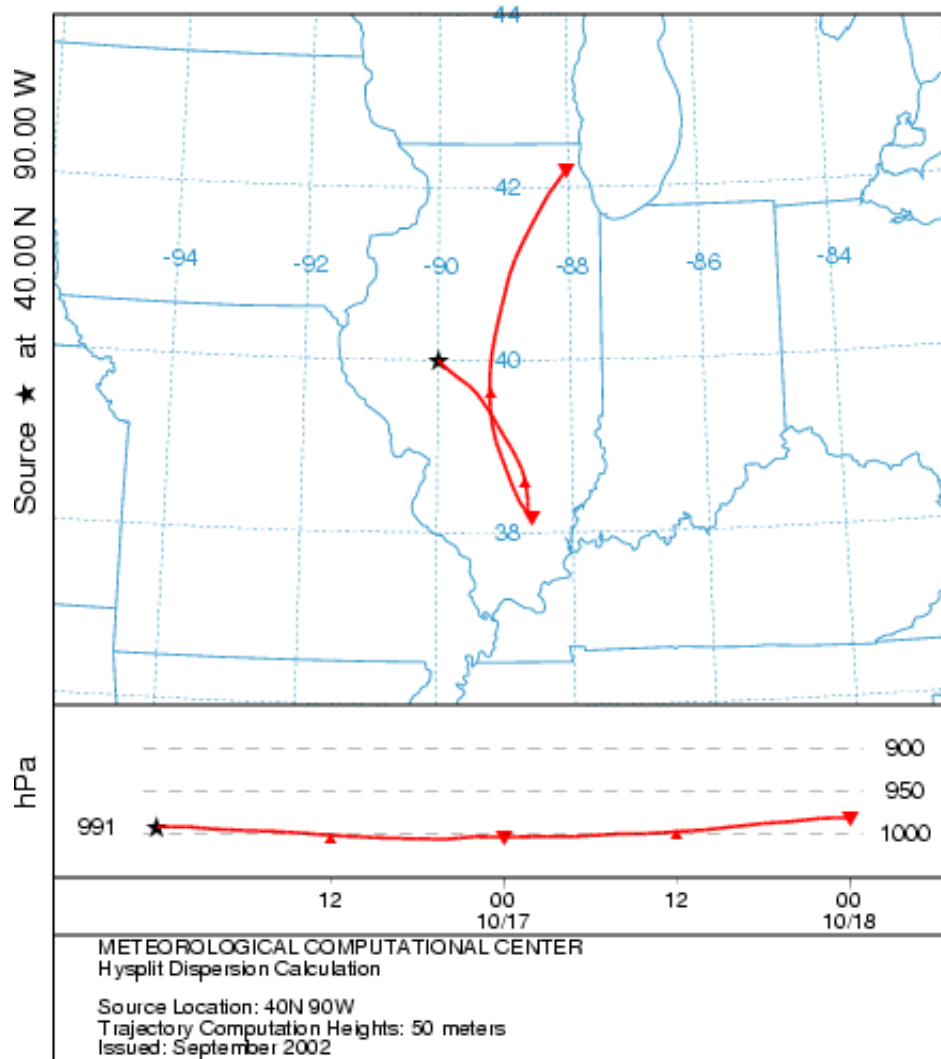 Source ★ at 40.00 N 90.00 W
44
42
-94
-92
-90
-88
-86
-84
40
38
hPa
900
950
991
1000
12 00 12 00
10/17 10/18
METEOROLOGICAL COMPUTATIONAL CENTER
Hysplit Dispersion Calculation
Source Location: 40N 90W
Trajectory Computation Heights: 50 meters
Issued: September 2002